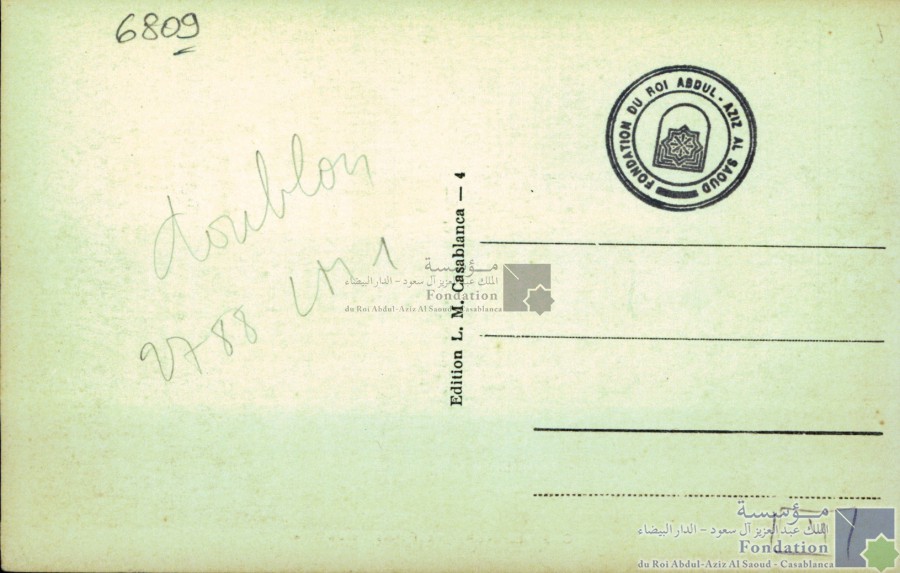 6809
FONDATION DU ROI ABDUL-AZIZ AL SAOUD
doublon
2788
Edition L. M. Casablanca — 4
مؤسسة
الملك عبد العزيز آل سعود - الدار البيضاء
Fondation
du Roi Abdul-Aziz Al Saoud - Casablanca
مؤسسة
الملك عبد العزيز آل سعود - الدار البيضاء
Fondation
du Roi Abdul-Aziz Al Saoud - Casablanca